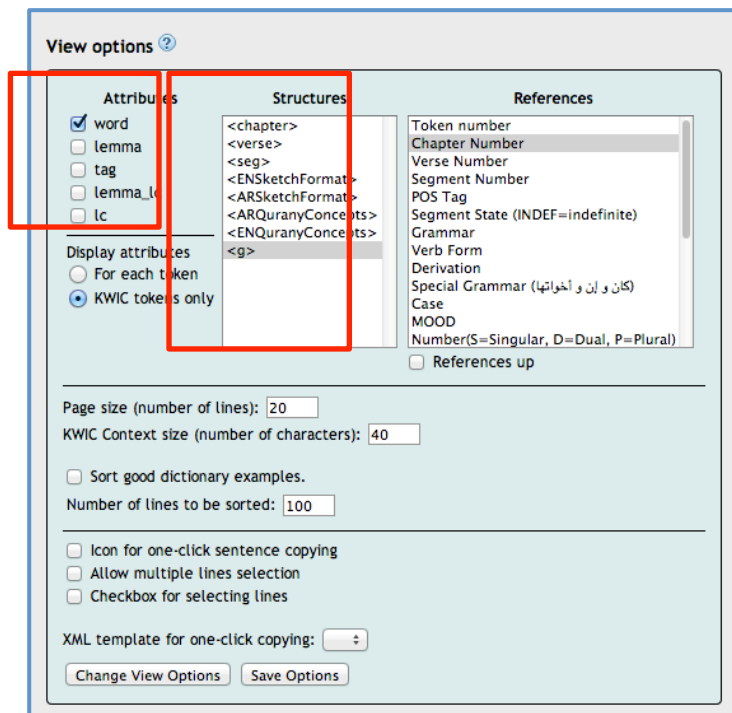 View options ?
Attributes
word
lemma
tag
lemma_lc
lc
Display attributes
For each token
KWIC tokens only
Structures
<chapter>
<verse>
<seg>
<ENSketchFormat>
<ARSketchFormat>
<ARQuranyConcepts>
<ENQuranyConcepts>
<g>
References
Token number
Chapter Number
Verse Number
Segment Number
POS Tag
Segment State (INDEF=indefinite)
Grammar
Verb Form
Derivation
Special Grammar (كان و إن و أخواتها)
Case
MOOD
Number(S=Singular, D=Dual, P=Plural)
References up
Page size (number of lines): 20
KWIC Context size (number of characters): 40
Sort good dictionary examples.
Number of lines to be sorted: 100
Icon for one-click sentence copying
Allow multiple lines selection
Checkbox for selecting lines
XML template for one-click copying:
Change View Options Save Options